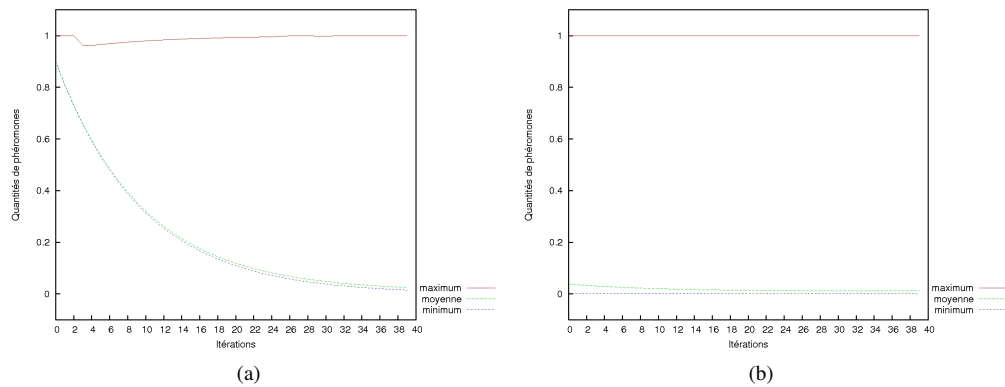 1
0.8
0.6
0.4
0.2
0
Quantités de phéromones
0 2 4 6 8 10 12 14 16 18 20 22 24 26 28 30 32 34 36 38 40
Itérations
maximum
moyenne
minimum
(a)
1
0.8
0.6
0.4
0.2
0
Quantités de phéromones
0 2 4 6 8 10 12 14 16 18 20 22 24 26 28 30 32 34 36 38 40
Itérations
maximum
moyenne
minimum
(b)